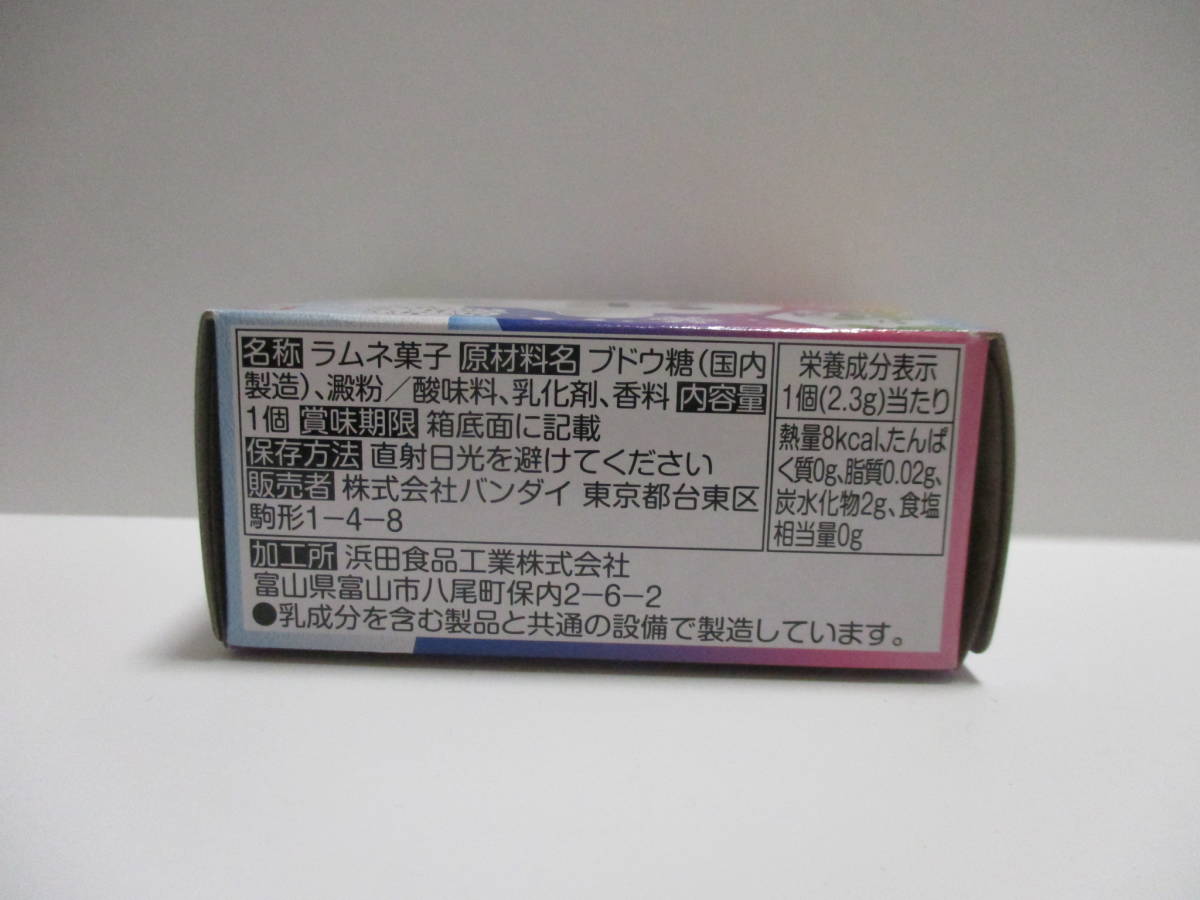 名称 ラムネ菓子 原材料名 ブドウ糖(国内
製造)、澱粉/酸味料、乳化剤、香料 内容量
1個 賞味期限 箱底面に記載
保存方法 直射日光を避けてください
販売者 株式会社バンダイ 東京都台東区
駒形1-4-8
加工所 浜田食品工業株式会社
富山県富山市八尾町保内2-6-2
●乳成分を含む製品と共通の設備で製造しています。
栄養成分表示
1個(2.3g)当たり
熱量8kcal、たんぱ
く質0g、脂質0.02g、
炭水化物2g、食塩
相当量0g